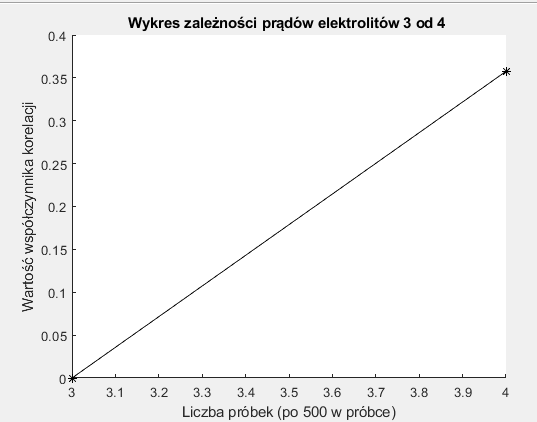 Wykres zależności prądów elektrolitów 3 od 4
Wartość współczynnika korelacji
0.4
0.35
0.3
0.25
0.2
0.15
0.1
0.05
0
3 3.1 3.2 3.3 3.4 3.5 3.6 3.7 3.8 3.9 4
Liczba próbek (po 500 w próbce)